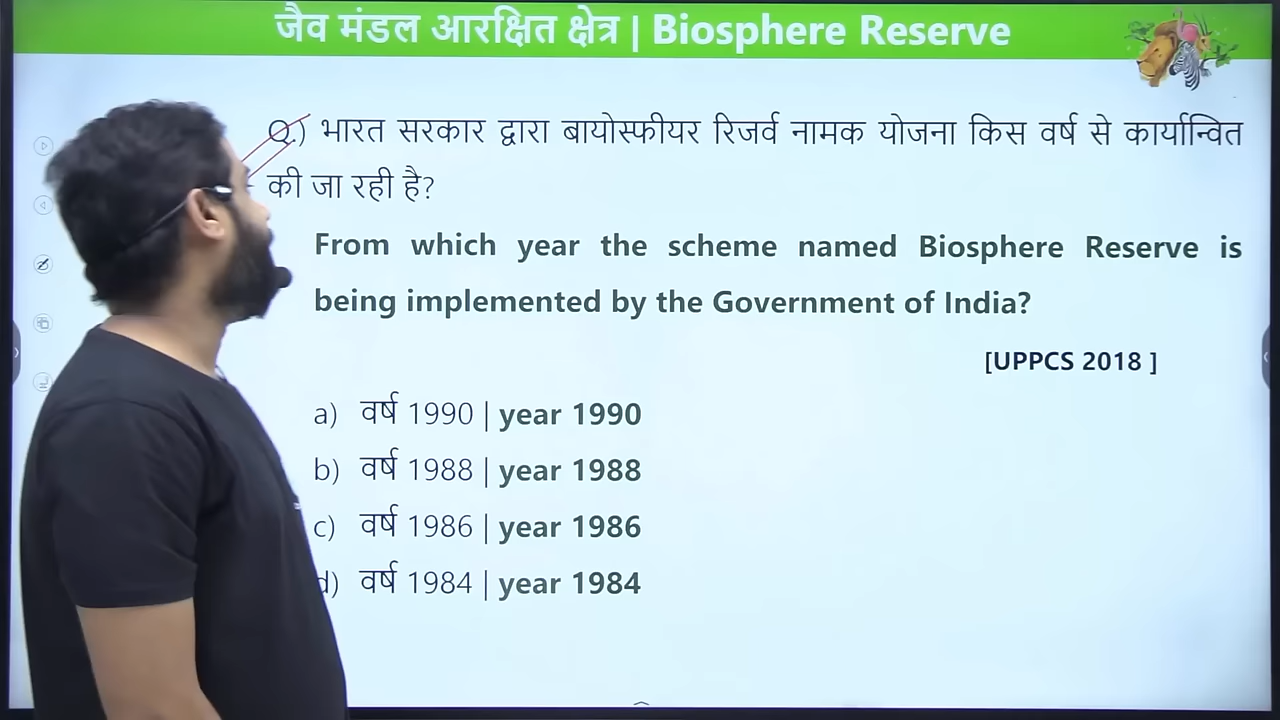 जैव मंडल आरक्षित क्षेत्र | Biosphere Reserve
Q.) भारत सरकार द्वारा बायोस्फीयर रिजर्व नामक योजना किस वर्ष से कार्यान्वित
की जा रही है?
From which year the scheme named Biosphere Reserve is
being implemented by the Government of India?
[UPPCS 2018 ]
a) वर्ष 1990 | year 1990
b) वर्ष 1988 | year 1988
c) वर्ष 1986 | year 1986
d) वर्ष 1984 | year 1984